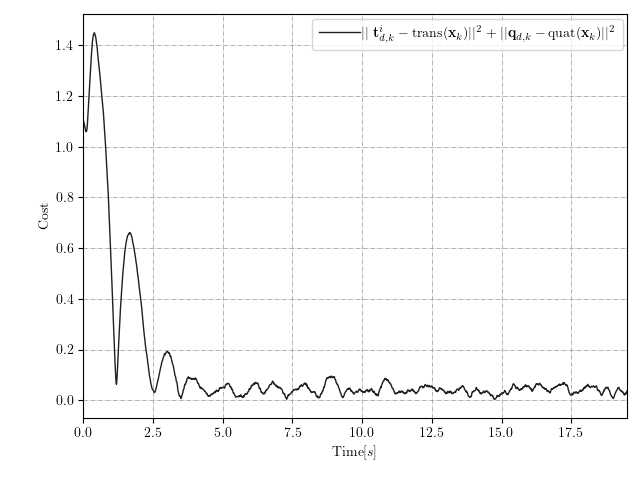 || t^i_{d,k} − trans(x_k)||² + ||q_{d,k} − quat(x_k)||²
1.4
1.2
1.0
0.8
0.6
0.4
0.2
0.0
Cost
0.0 2.5 5.0 7.5 10.0 12.5 15.0 17.5
Time[s]